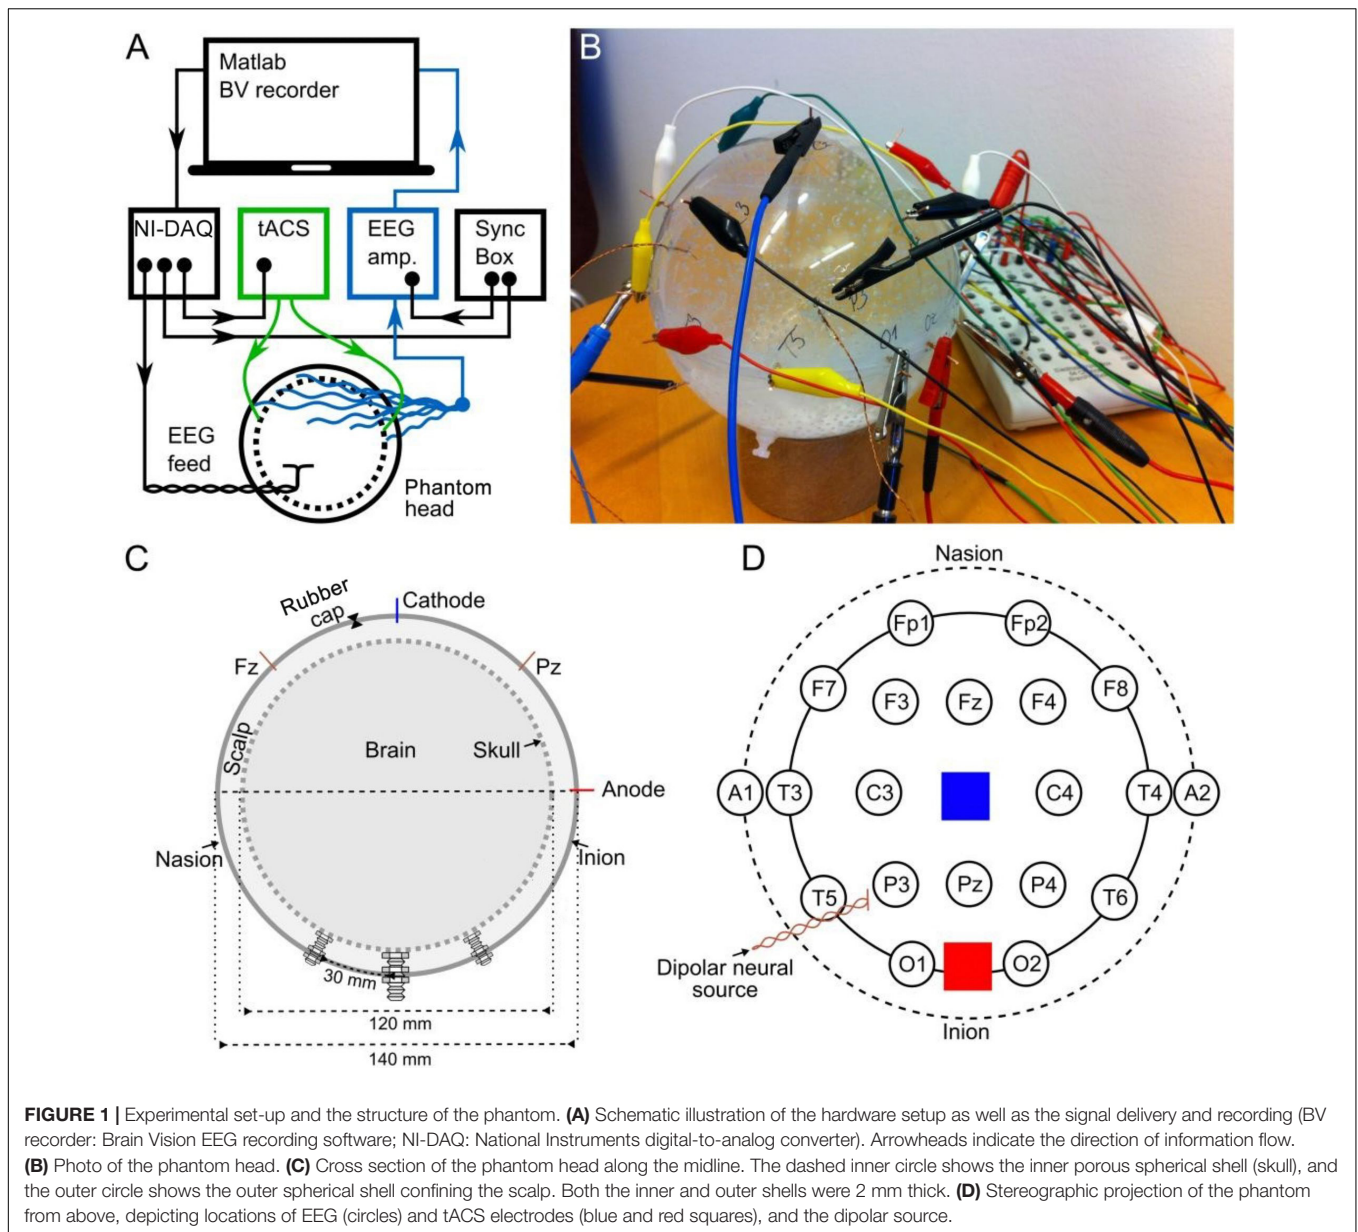 A
Matlab
BV recorder
NI-DAQ
tACS
EEG
amp.
Sync
Box
EEG
feed
Phantom
head
B
3
P3
T5
O1
C
Rubber
cap
Cathode
Fz
Pz
Scalp
Brain
Skull
Anode
Nasion
Inion
30 mm
120 mm
140 mm
D
Nasion
Fp1 Fp2
F7 F3 Fz F4 F8
A1 T3 C3 C4 T4 A2
T5 P3 Pz P4 T6
O1 O2
Dipolar neural
source
Inion
FIGURE 1 | Experimental set-up and the structure of the phantom. (A) Schematic illustration of the hardware setup as well as the signal delivery and recording (BV
recorder: Brain Vision EEG recording software; NI-DAQ: National Instruments digital-to-analog converter). Arrowheads indicate the direction of information flow.
(B) Photo of the phantom head. (C) Cross section of the phantom head along the midline. The dashed inner circle shows the inner porous spherical shell (skull), and
the outer circle shows the outer spherical shell confining the scalp. Both the inner and outer shells were 2 mm thick. (D) Stereographic projection of the phantom
from above, depicting locations of EEG (circles) and tACS electrodes (blue and red squares), and the dipolar source.